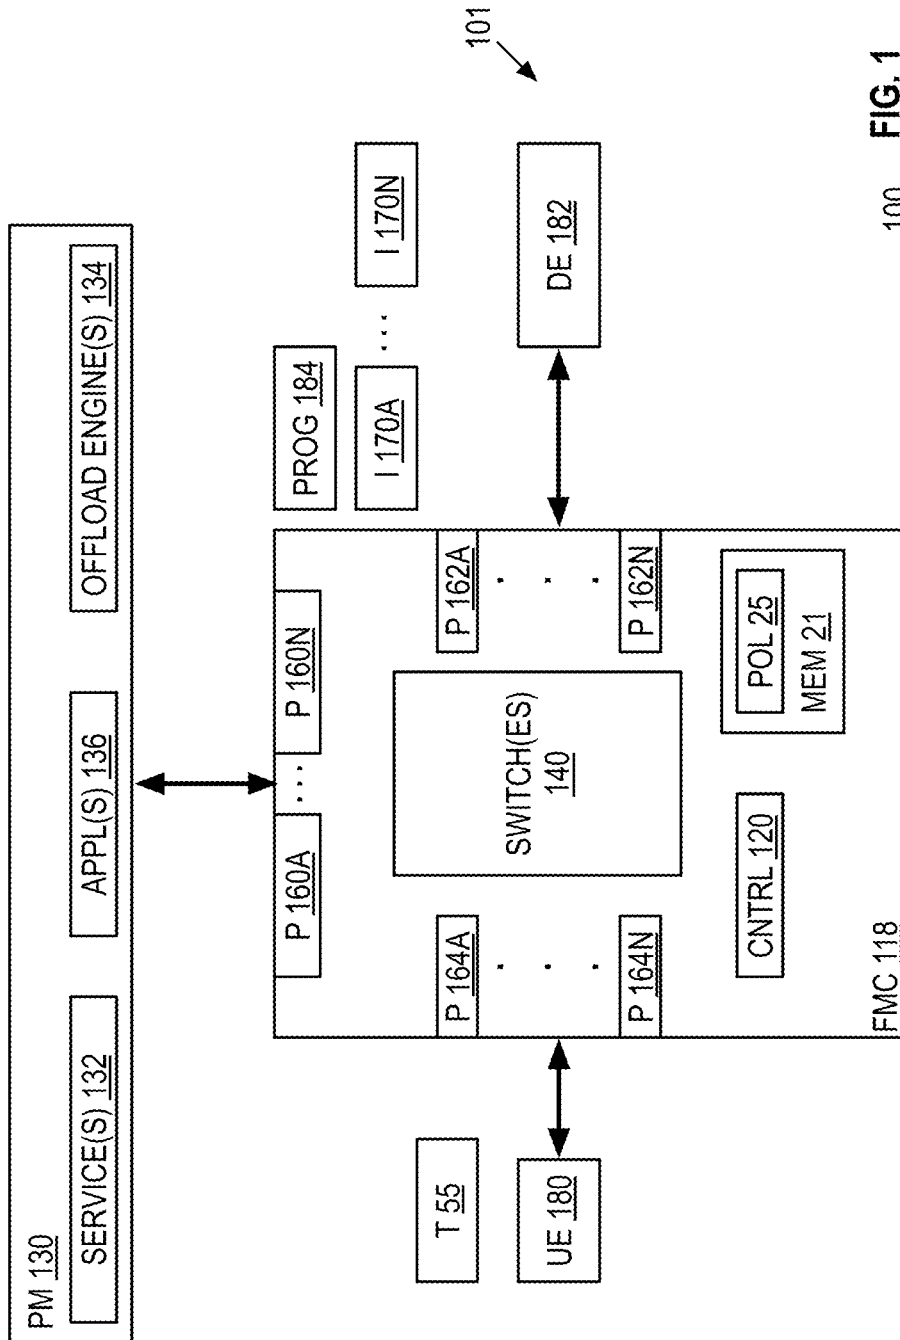 PM 130
SERVICE(S) 132
APPL(S) 136
OFFLOAD ENGINE(S) 134
P 160A
. . .
P 160N
PROG 184
I 170A
. . .
I 170N
T 55
P 164A
.
.
.
P 164N
SWITCH(ES)
140
P 162A
.
.
.
P 162N
101
UE 180
DE 182
CNTRL 120
POL 25
MEM 21
FMC 118
100
FIG. 1